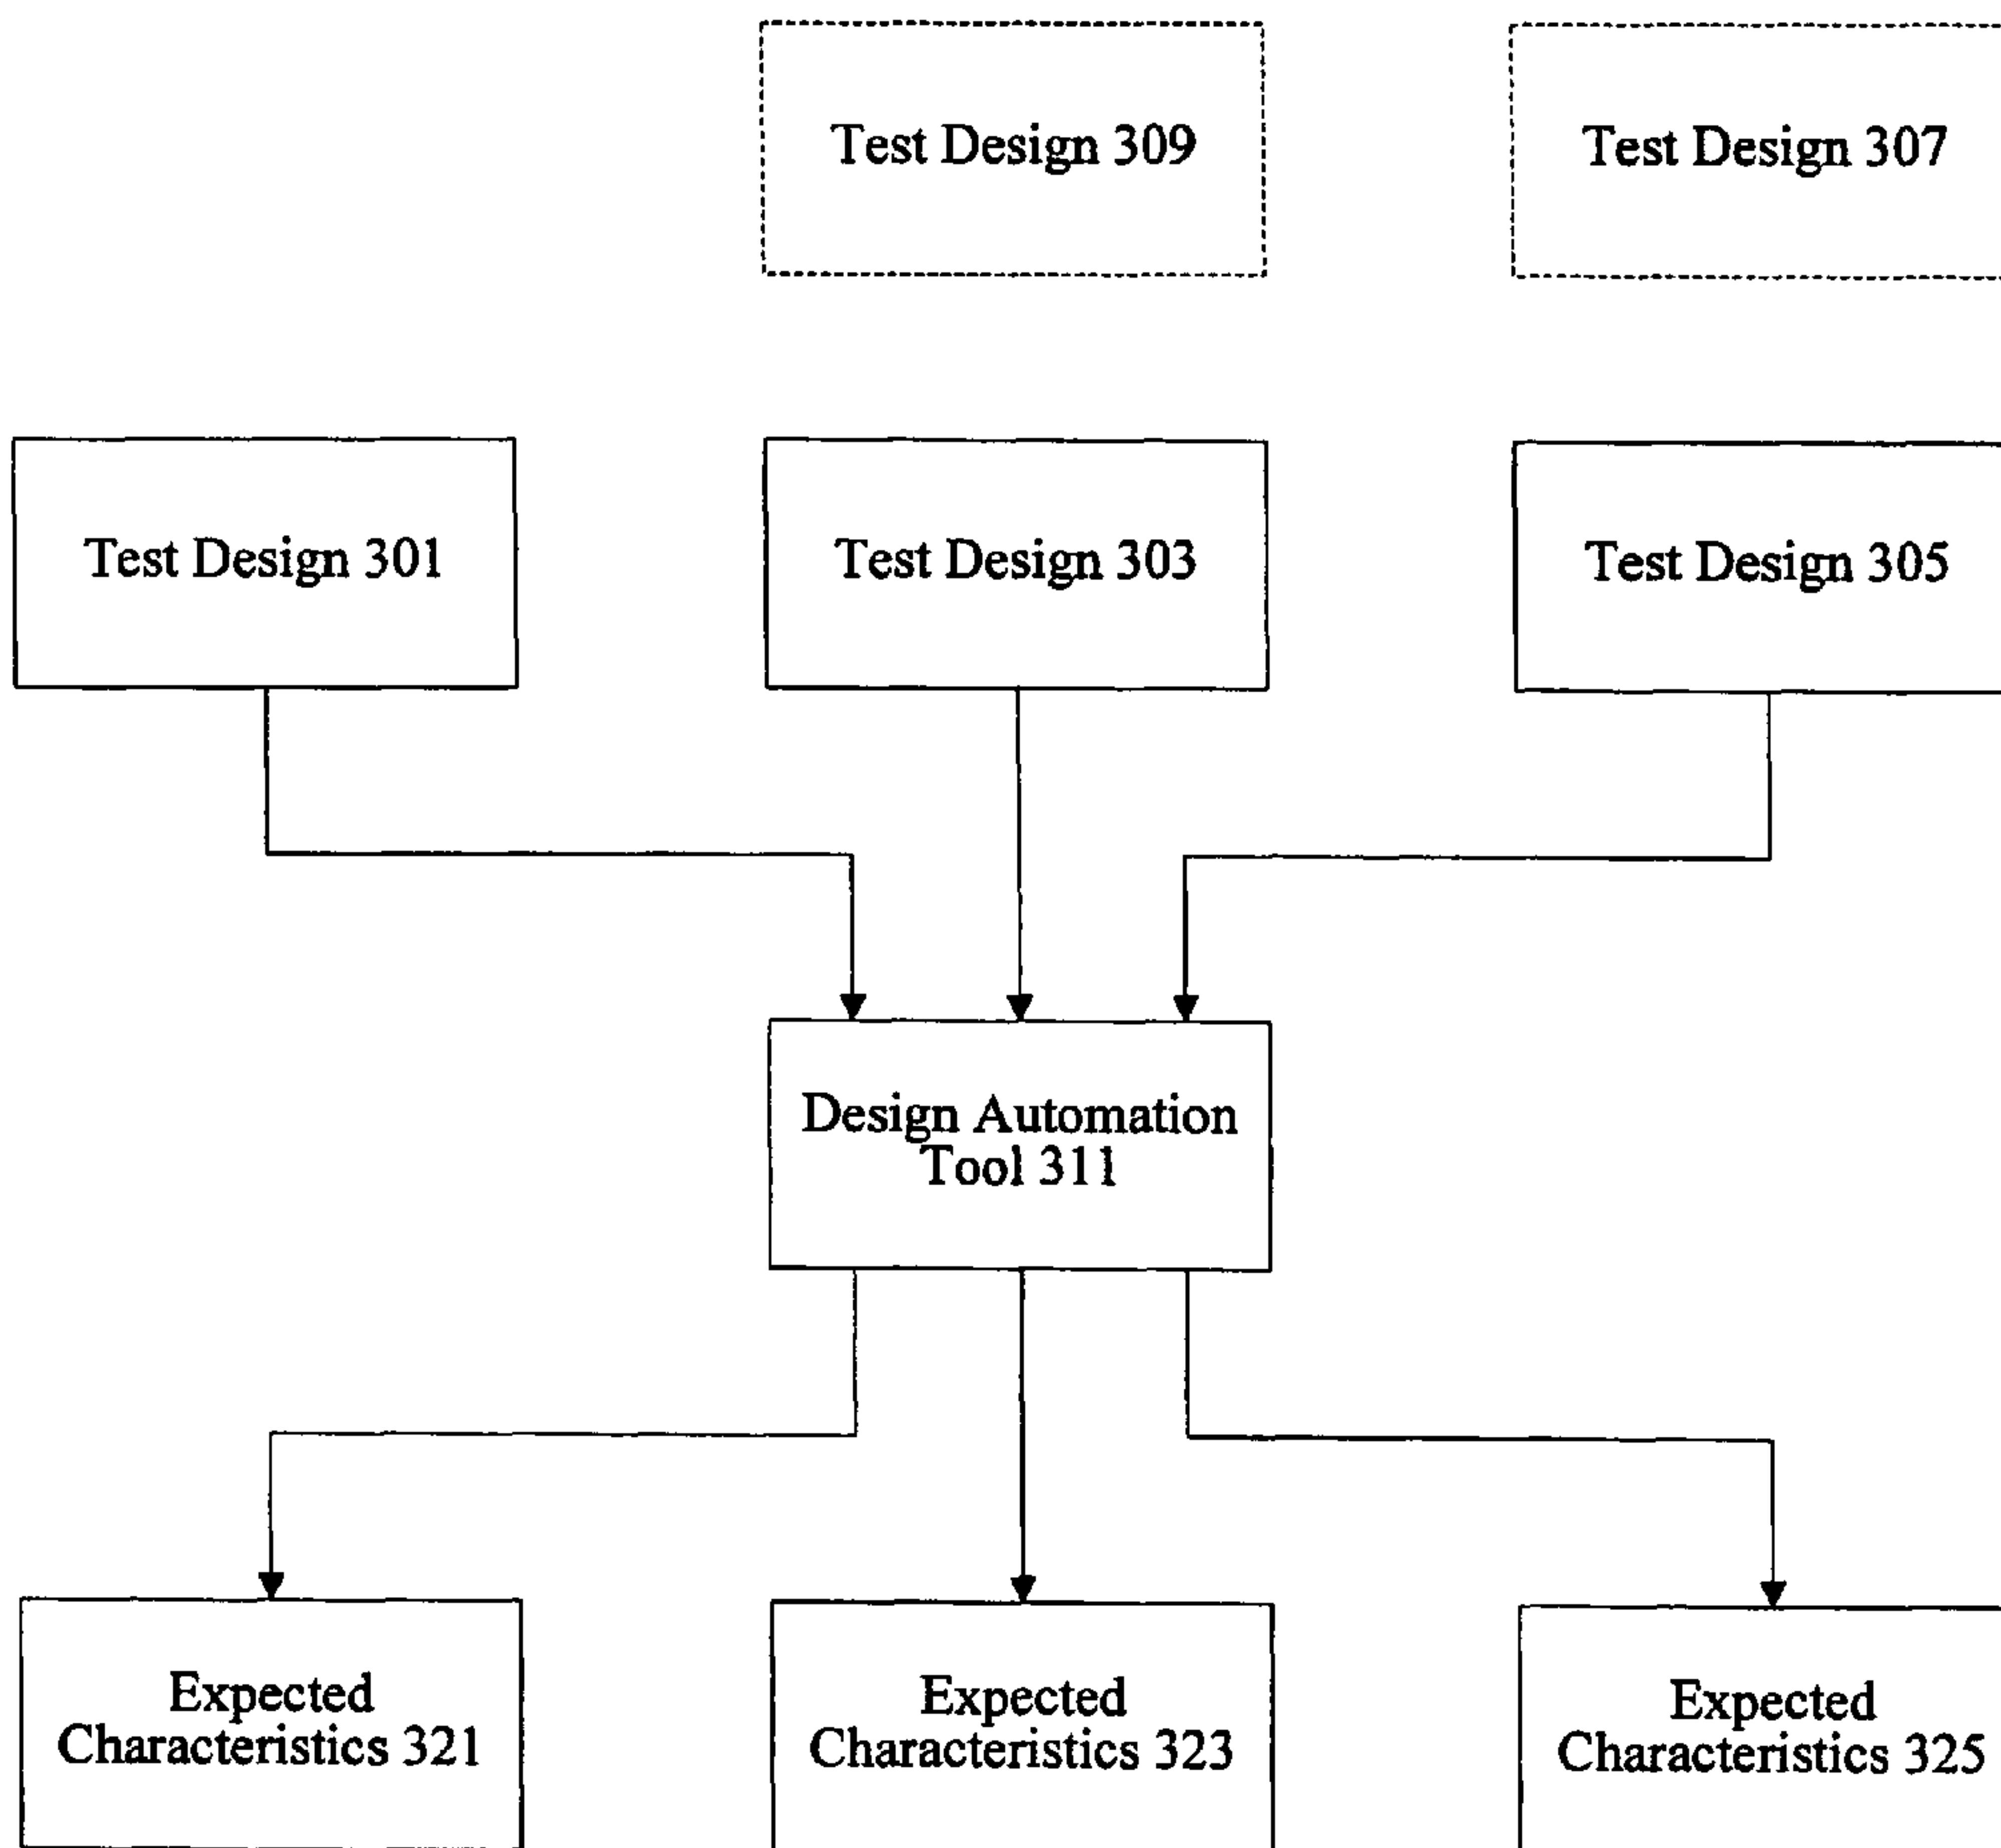 Test Design 309
Test Design 307
Test Design 301
Test Design 303
Test Design 305
Design Automation
Tool 311
Expected
Characteristics 321
Expected
Characteristics 323
Expected
Characteristics 325